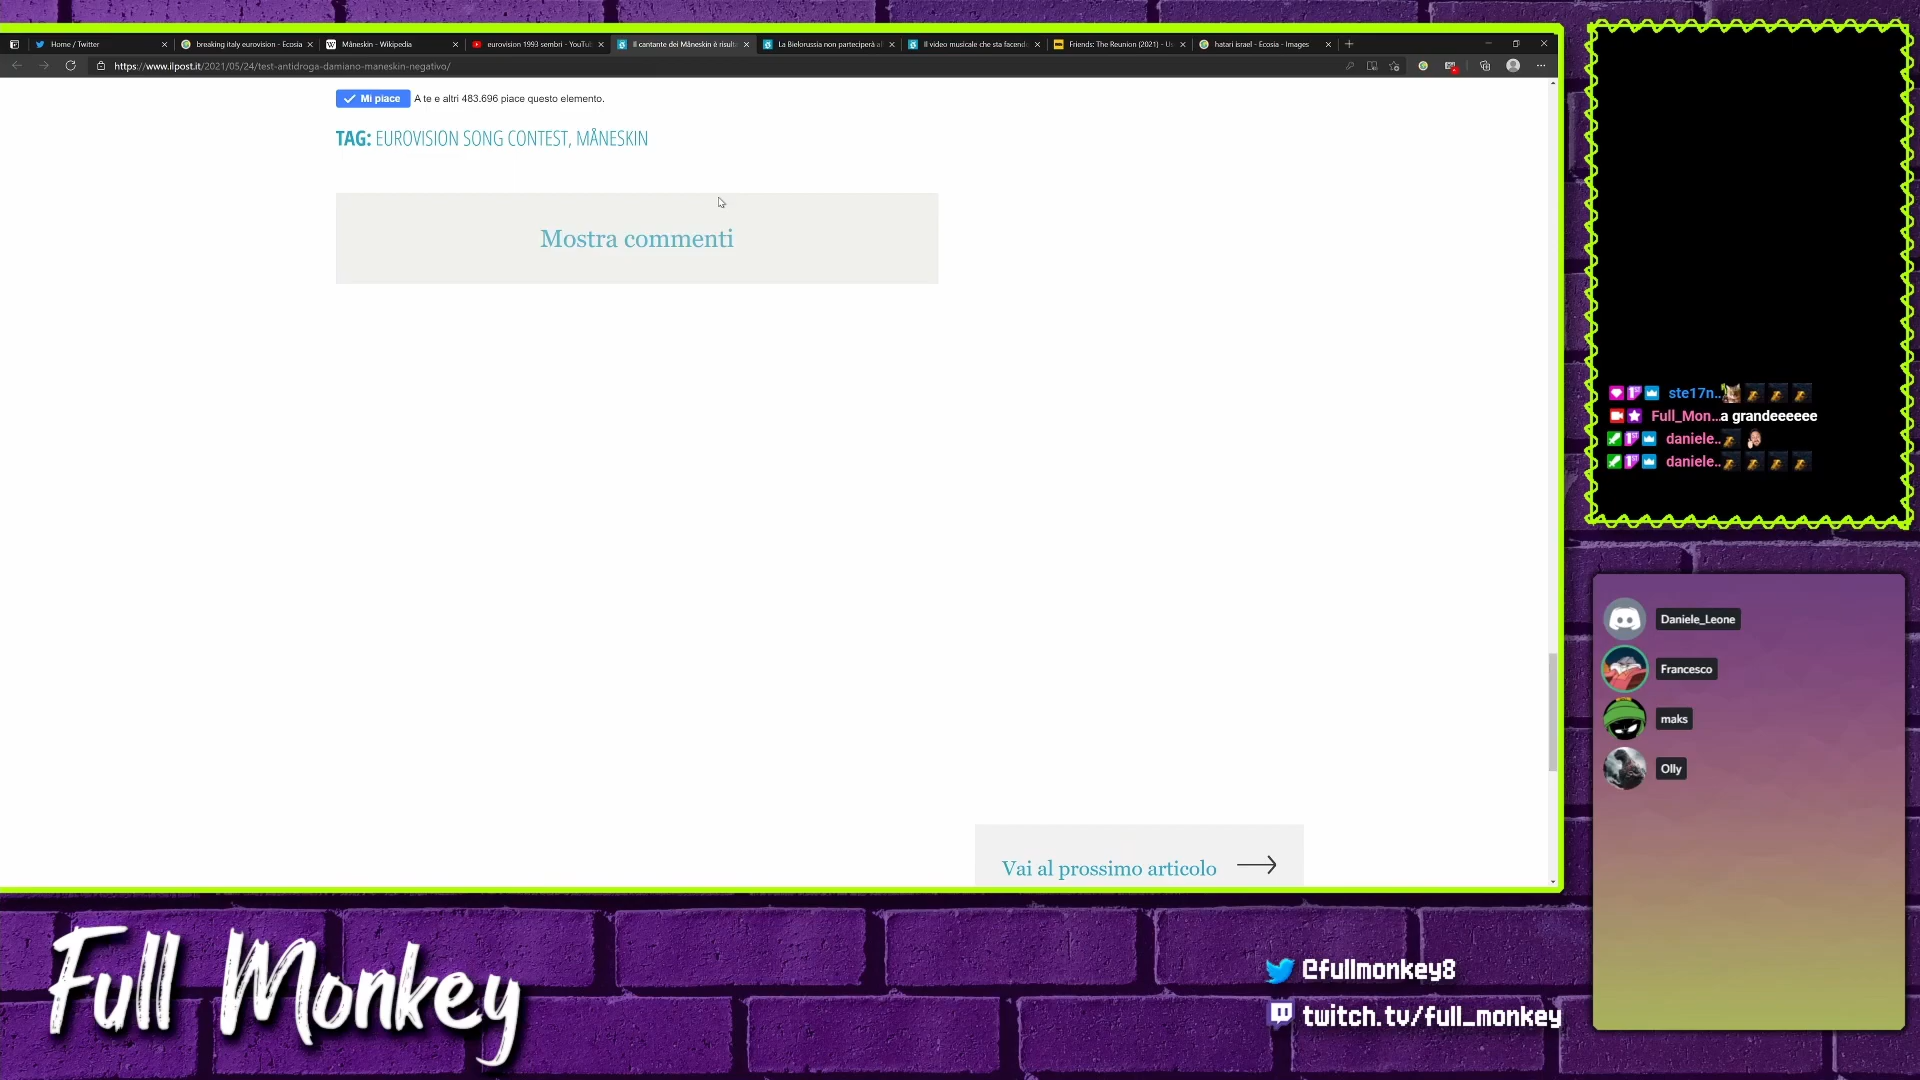 Home / Twitter
breaking italy eurovision - Ecosia
Måneskin - Wikipedia
eurovision 1993 sembri - YouTub
Il cantante dei Måneskin è risulta
La Bielorussia non parteciperà al
Il video musicale che sta facend
Friends: The Reunion (2021) - Us
hatari israel - Ecosia - Images
https://www.ilpost.it/2021/05/24/test-antidroga-damiano-maneskin-negativo/
Mi piace A te e altri 483.696 piace questo elemento.
TAG: EUROVISION SONG CONTEST, MÅNESKIN
Mostra commenti
Vai al prossimo articolo
ste17n..
Full_Mon...a grandeeeeee
daniele..
daniele..
Daniele_Leone
Francesco
maks
Olly
Full Monkey
@fullmonkey8
twitch.tv/full_monkey